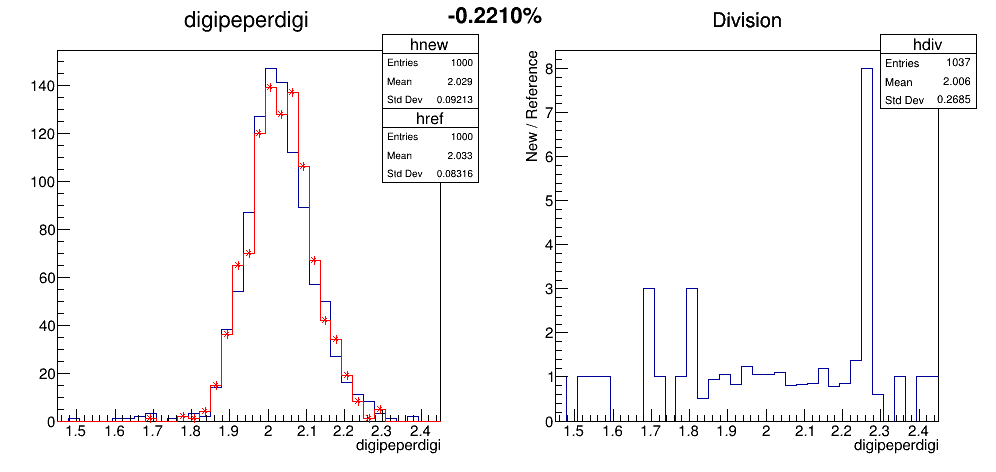 digipeperdigi
-0.2210%
Division
hnew
Entries 1000
Mean 2.029
Std Dev 0.09213
href
Entries 1000
Mean 2.033
Std Dev 0.08316
140
120
100
80
60
40
20
0
1.5 1.6 1.7 1.8 1.9 2 2.1 2.2 2.3 2.4
digipeperdigi
hdiv
Entries 1037
Mean 2.006
Std Dev 0.2685
New / Reference
8
7
6
5
4
3
2
1
0
1.5 1.6 1.7 1.8 1.9 2 2.1 2.2 2.3 2.4
digipeperdigi